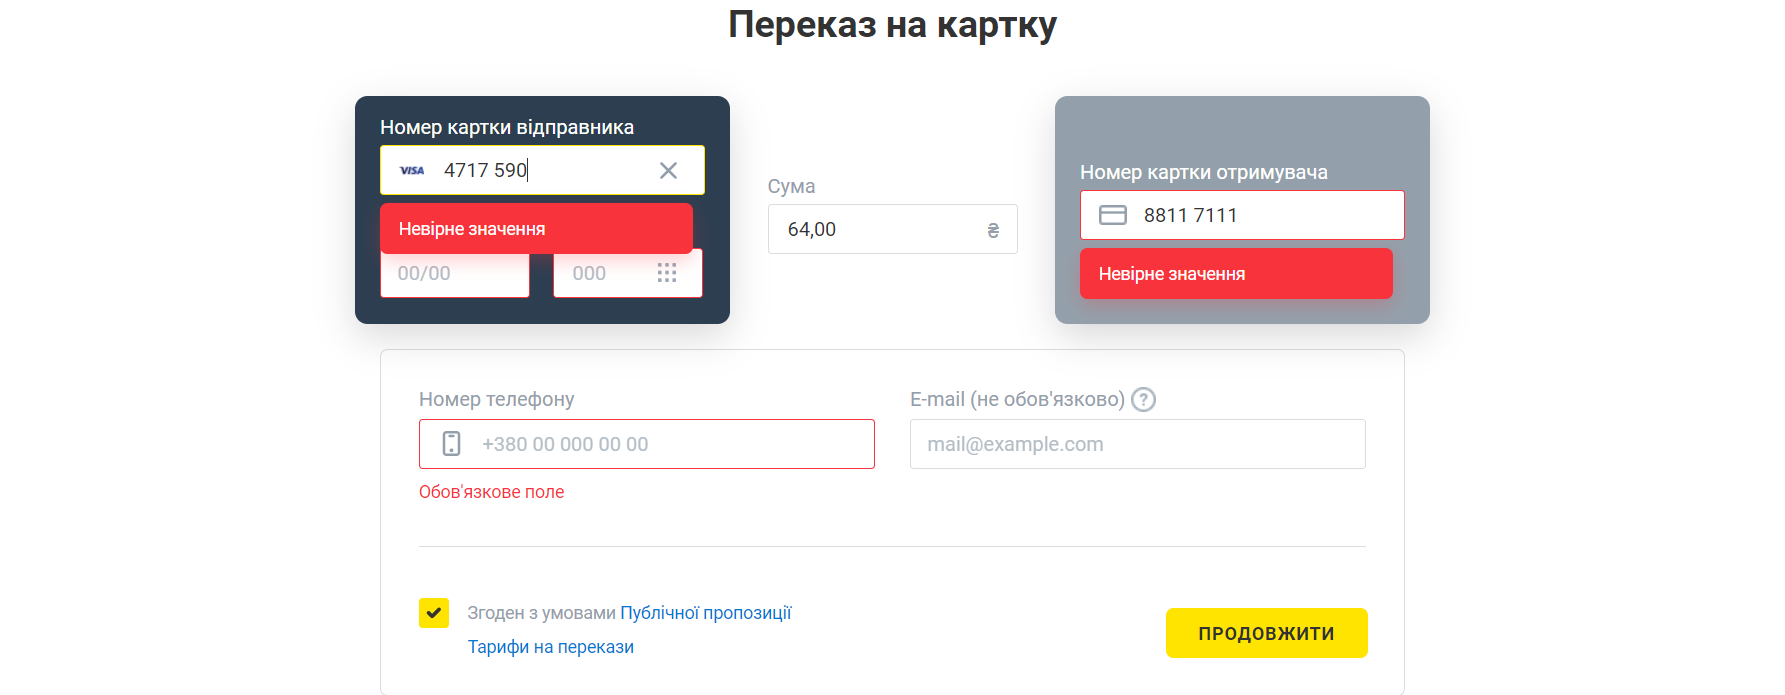 Переказ на картку
Номер картки відправника
VISA 4717 590
Невірне значення
00/00
000
Сума
64,00 ₴
Номер картки отримувача
8811 7111
Невірне значення
Номер телефону
+380 00 000 00 00
Обов'язкове поле
E-mail (не обов'язково) ?
mail@example.com
Згоден з умовами Публічної пропозиції
Тарифи на перекази
ПРОДОВЖИТИ